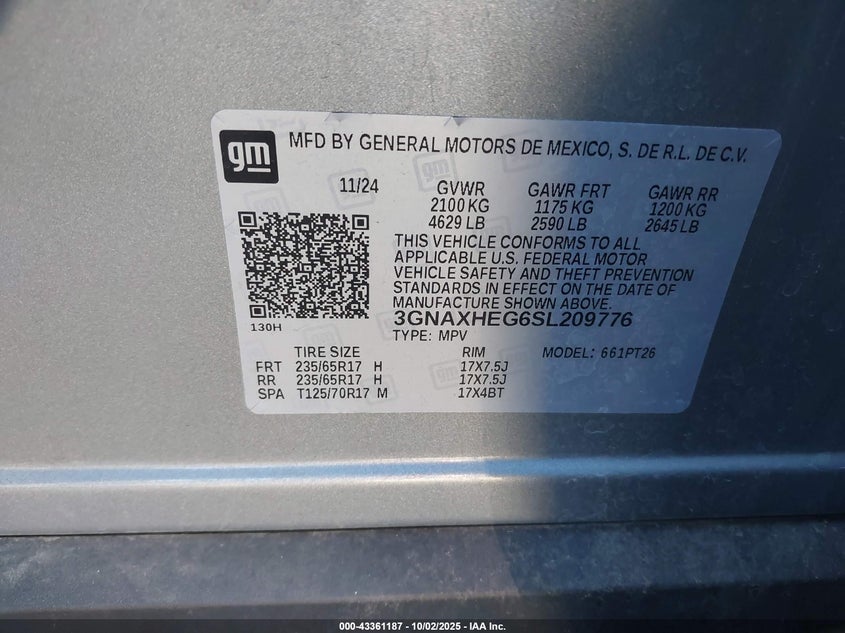 gm
MFD BY GENERAL MOTORS DE MEXICO, S. DE R.L. DE C.V.
11/24 GVWR GAWR FRT GAWR RR
2100 KG 1175 KG 1200 KG
4629 LB 2590 LB 2645 LB
THIS VEHICLE CONFORMS TO ALL
APPLICABLE U.S. FEDERAL MOTOR
VEHICLE SAFETY AND THEFT PREVENTION
STANDARDS IN EFFECT ON THE DATE OF
MANUFACTURE SHOWN ABOVE.
3GNAXHEG6SL209776
130H
TYPE: MPV
TIRE SIZE RIM MODEL: 661PT26
FRT 235/65R17 H 17X7.5J
RR 235/65R17 H 17X7.5J
SPA T125/70R17 M 17X4BT
000-43361187 - 10/02/2025 - IAA Inc.